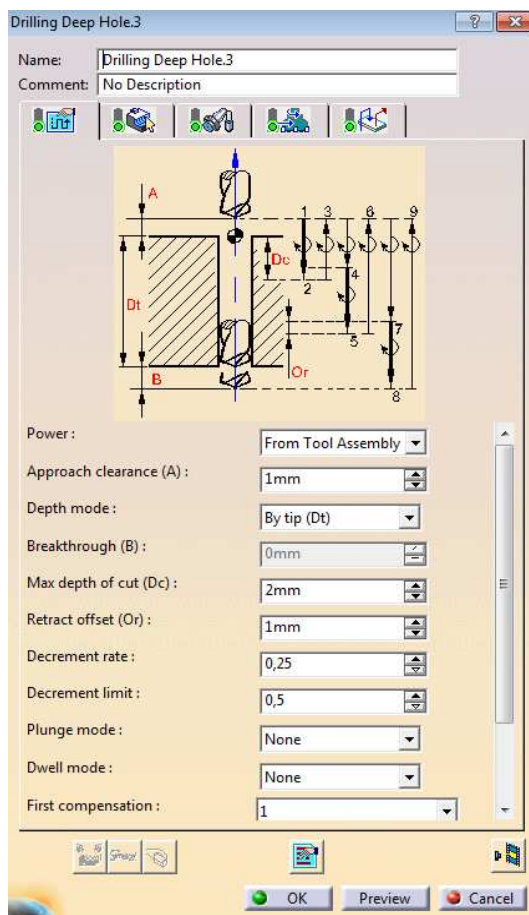 Drilling Deep Hole.3
Name: Drilling Deep Hole.3
Comment: No Description
A
1 3 6 9
Dc
2 4
Dt
5 7
Or
B
8
Power : From Tool Assembly
Approach clearance (A) : 1mm
Depth mode : By tip (Dt)
Breakthrough (B) : 0mm
Max depth of cut (Dc) : 2mm
Retract offset (Or) : 1mm
Decrement rate : 0,25
Decrement limit : 0,5
Plunge mode : None
Dwell mode : None
First compensation : 1
OK Preview Cancel